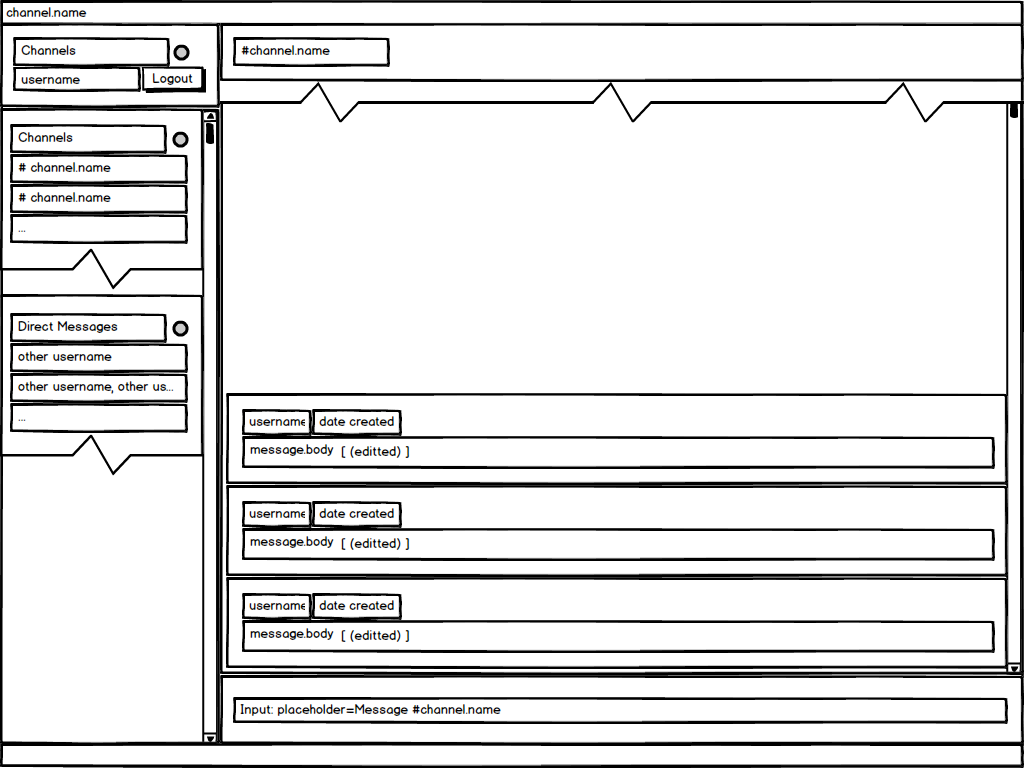 channel.name
Channels
username
Logout
#channel.name
Channels
# channel.name
# channel.name
...
Direct Messages
other username
other username, other us...
...
username date created
message.body [ (editted) ]
username date created
message.body [ (editted) ]
username date created
message.body [ (editted) ]
Input: placeholder=Message #channel.name